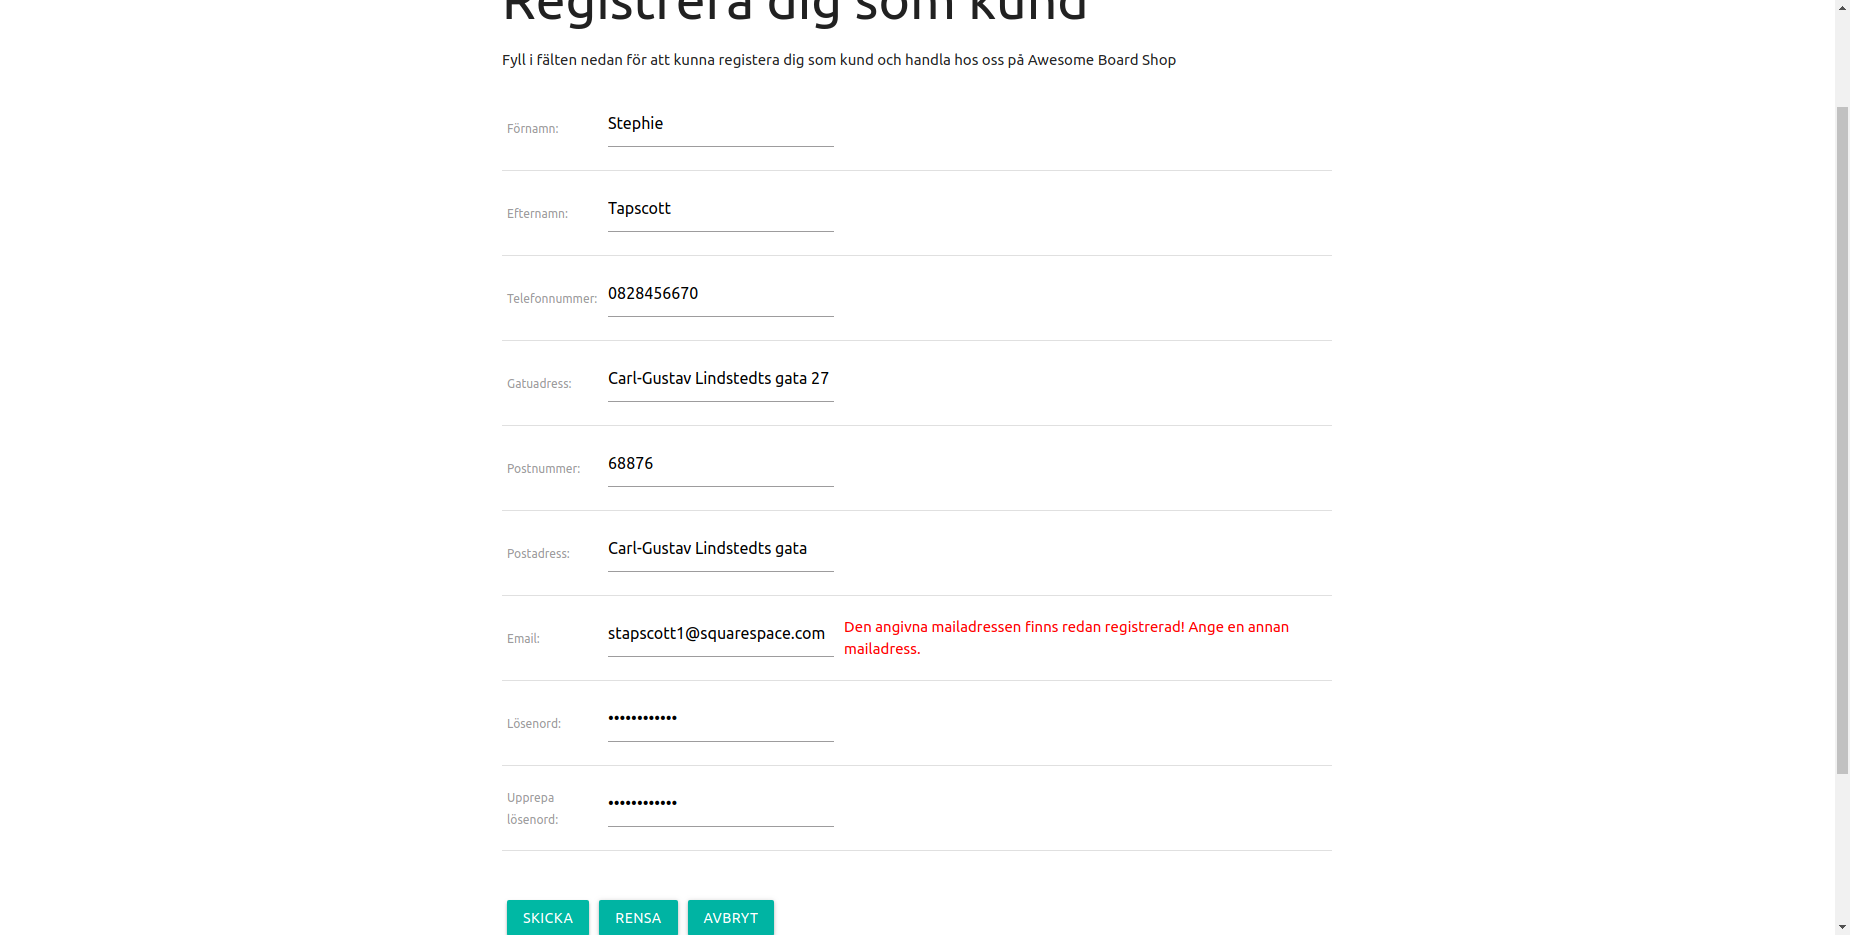 Registrera dig som kund
Fyll i fälten nedan för att kunna registera dig som kund och handla hos oss på Awesome Board Shop
Förnamn: Stephie
Efternamn: Tapscott
Telefonnummer: 0828456670
Gatuadress: Carl-Gustav Lindstedts gata 27
Postnummer: 68876
Postadress: Carl-Gustav Lindstedts gata
Email: stapscott1@squarespace.com
Den angivna mailadressen finns redan registrerad! Ange en annan
mailadress.
Lösenord: ••••••••••••
Upprepa
lösenord: ••••••••••••
SKICKA RENSA AVBRYT